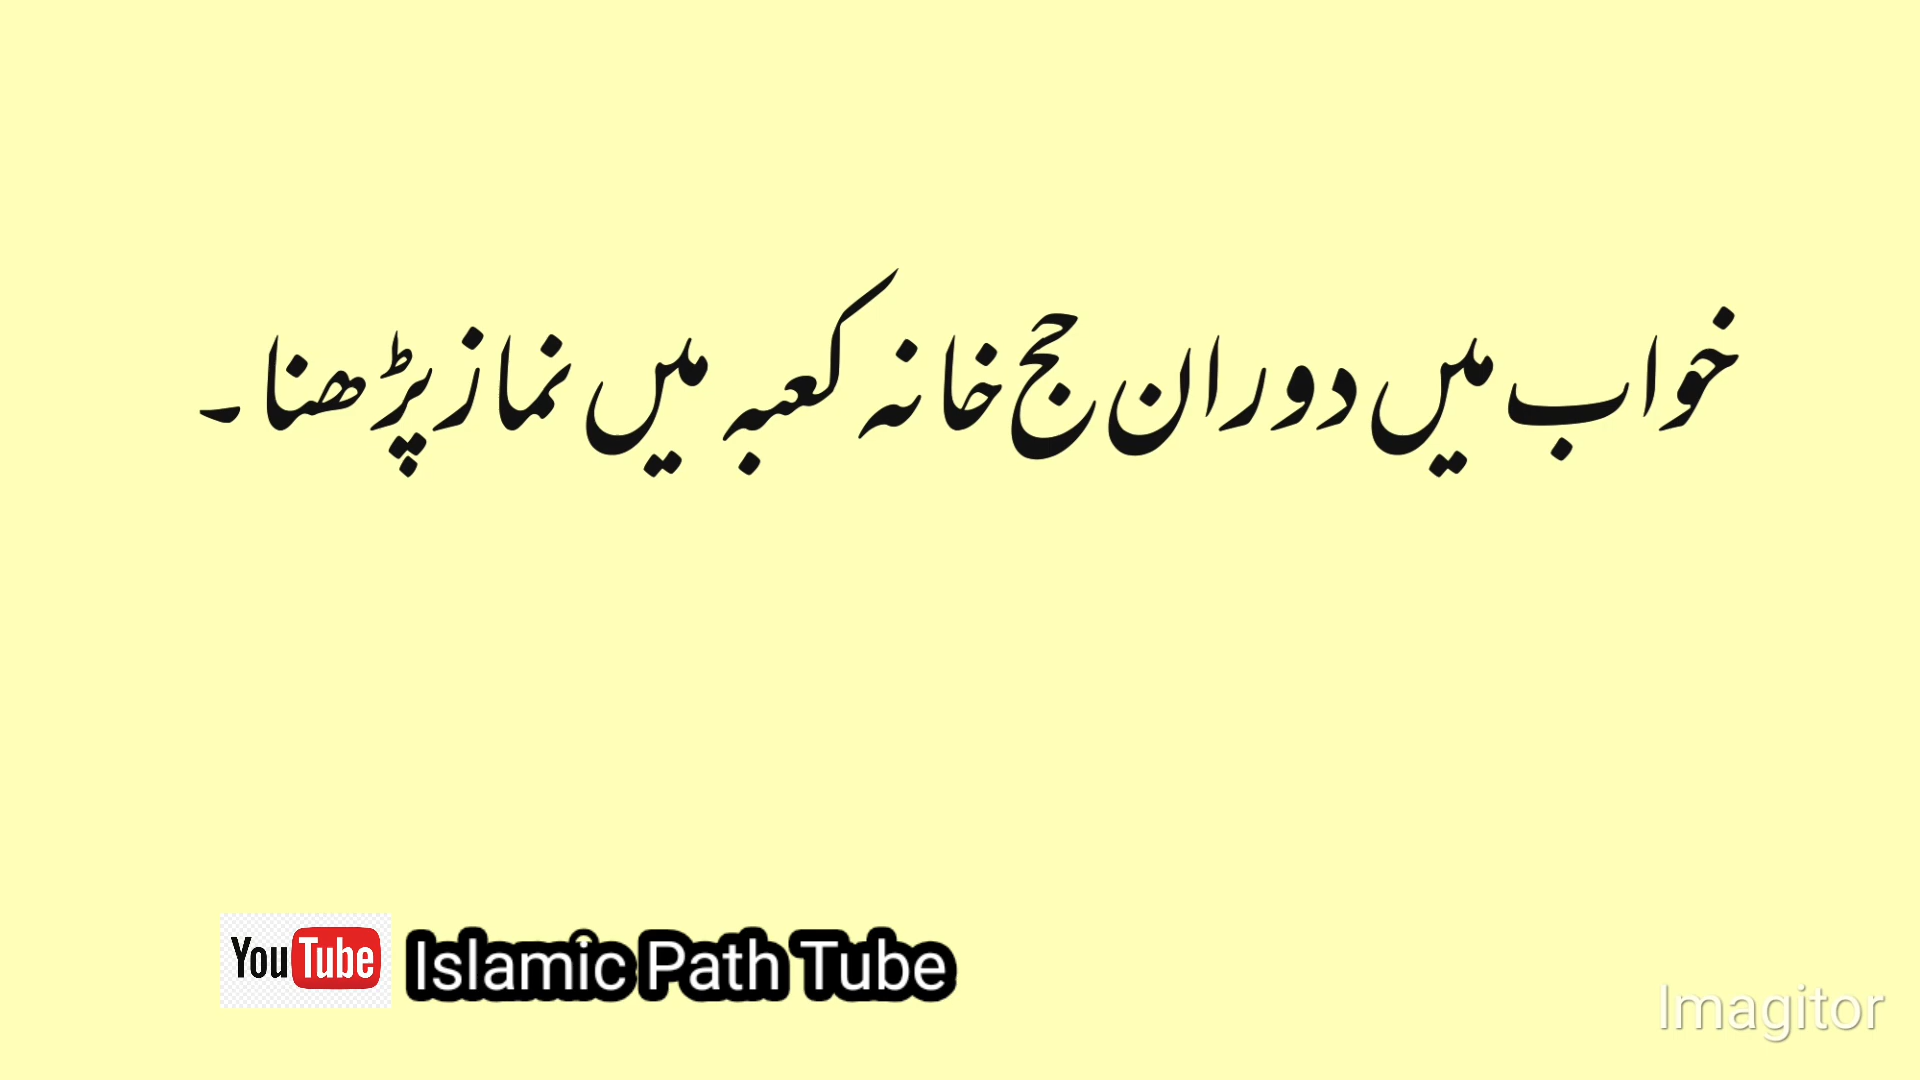 خواب میں دوران حج خانہ کعبہ میں نماز پڑھنا۔
YouTube Islamic Path Tube
Imagitor